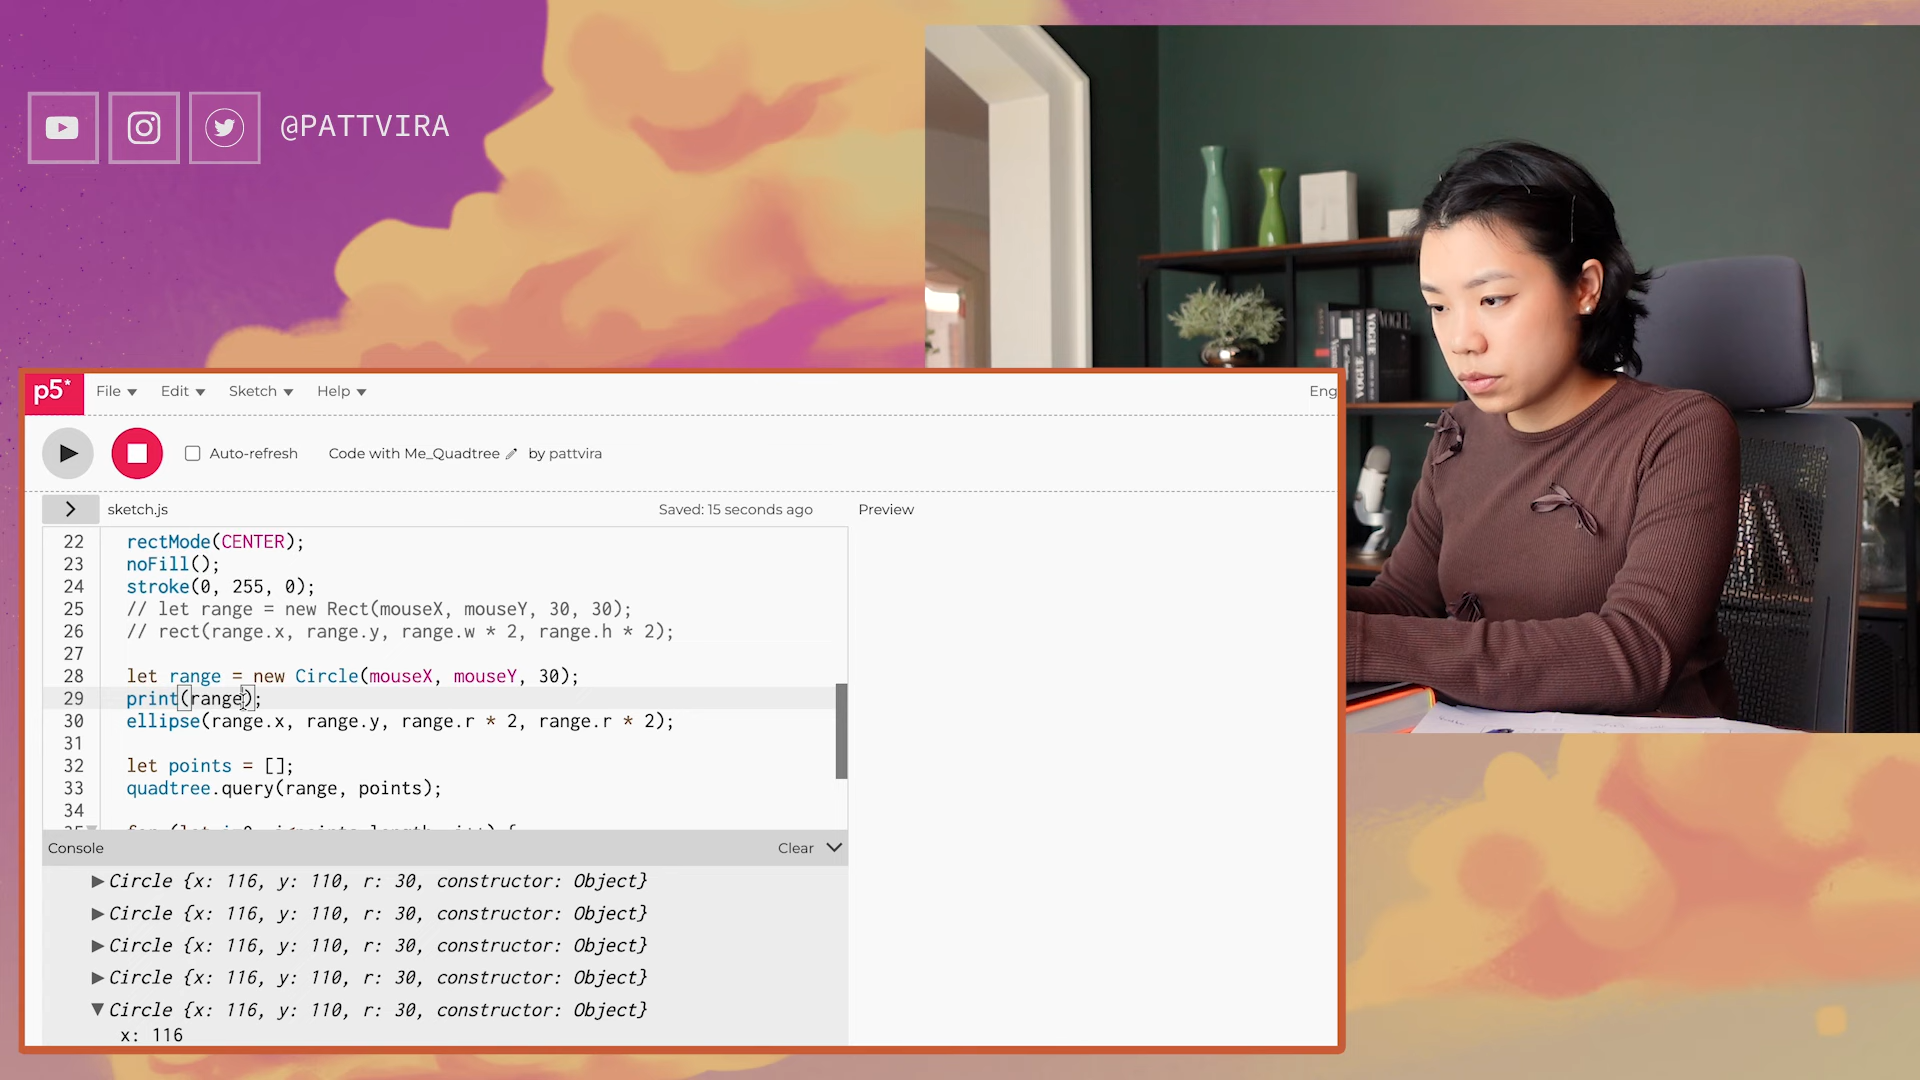 @PATTVIRA
VOGUE
VOGUE
p5* File Edit Sketch Help Eng
Auto-refresh Code with Me_Quadtree by pattvira
sketch.js Saved: 15 seconds ago Preview
22 rectMode(CENTER);
23 noFill();
24 stroke(0, 255, 0);
25 // let range = new Rect(mouseX, mouseY, 30, 30);
26 // rect(range.x, range.y, range.w * 2, range.h * 2);
27
28 let range = new Circle(mouseX, mouseY, 30);
29 print(range);
30 ellipse(range.x, range.y, range.r * 2, range.r * 2);
31
32 let points = [];
33 quadtree.query(range, points);
34
Console Clear
Circle {x: 116, y: 110, r: 30, constructor: Object}
Circle {x: 116, y: 110, r: 30, constructor: Object}
Circle {x: 116, y: 110, r: 30, constructor: Object}
Circle {x: 116, y: 110, r: 30, constructor: Object}
Circle {x: 116, y: 110, r: 30, constructor: Object}
x: 116